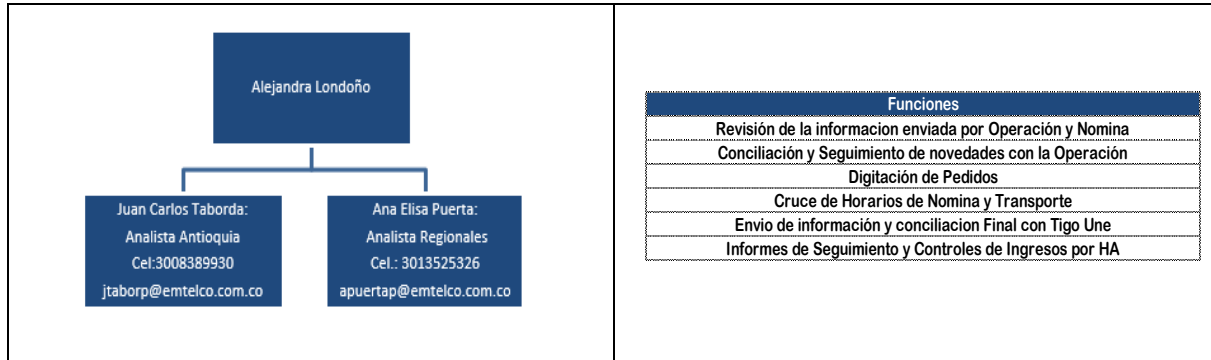 Alejandra Londoño
Juan Carlos Taborda:
Analista Antioquia
Cel:3008389930
jtaborp@emtelco.com.co
Ana Elisa Puerta:
Analista Regionales
Cel.: 3013525326
apuertap@emtelco.com.co
Funciones
Revisión de la informacion enviada por Operación y Nomina
Conciliación y Seguimiento de novedades con la Operación
Digitación de Pedidos
Cruce de Horarios de Nomina y Transporte
Envio de información y conciliacion Final con Tigo Une
Informes de Seguimiento y Controles de Ingresos por HA